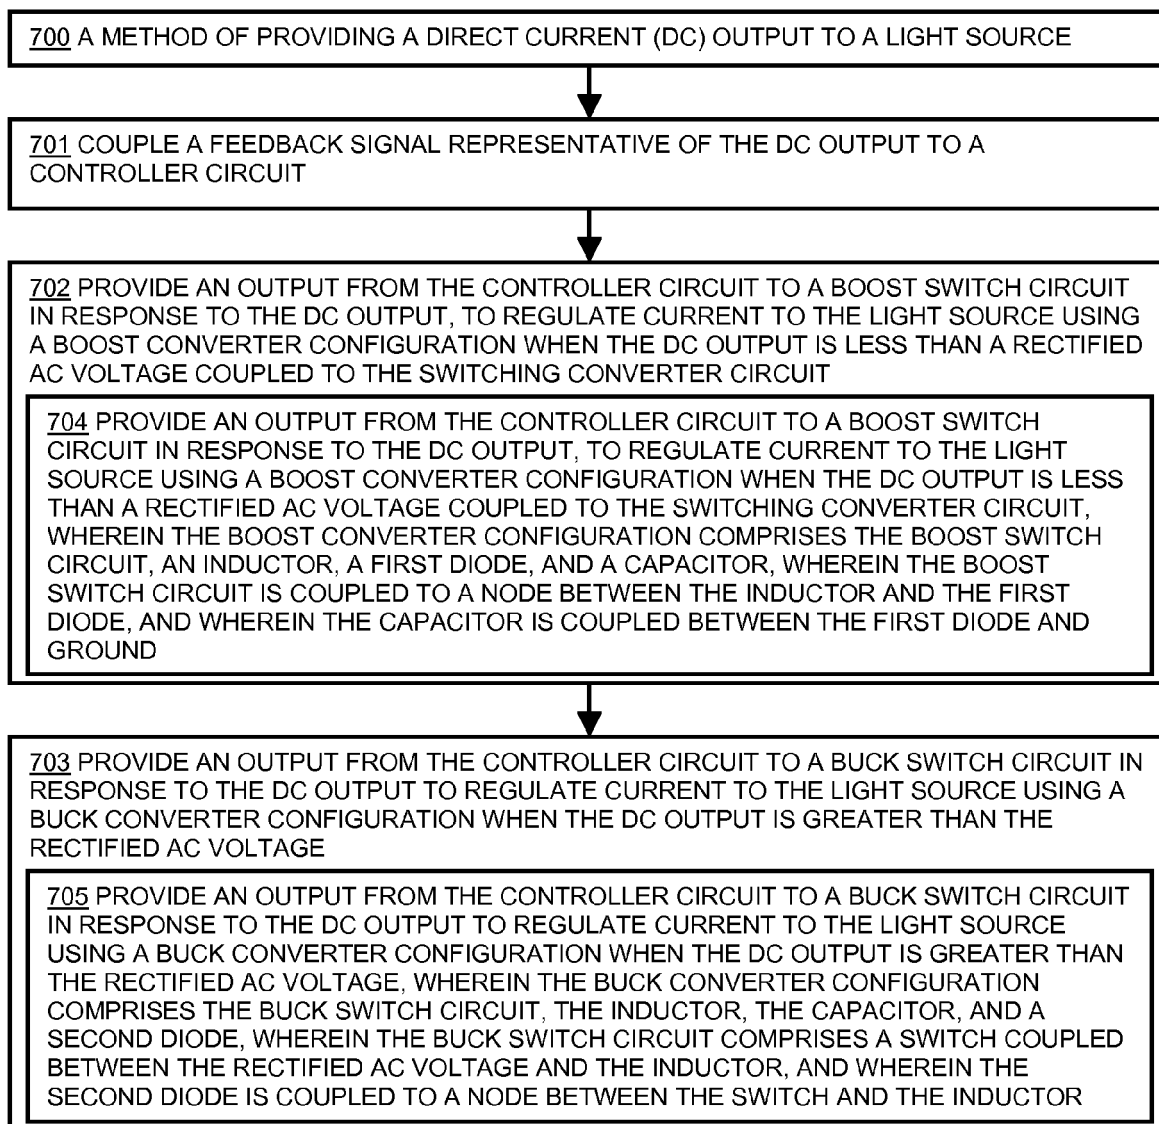 700 A METHOD OF PROVIDING A DIRECT CURRENT (DC) OUTPUT TO A LIGHT SOURCE
701 COUPLE A FEEDBACK SIGNAL REPRESENTATIVE OF THE DC OUTPUT TO A
CONTROLLER CIRCUIT
702 PROVIDE AN OUTPUT FROM THE CONTROLLER CIRCUIT TO A BOOST SWITCH CIRCUIT
IN RESPONSE TO THE DC OUTPUT, TO REGULATE CURRENT TO THE LIGHT SOURCE USING
A BOOST CONVERTER CONFIGURATION WHEN THE DC OUTPUT IS LESS THAN A RECTIFIED
AC VOLTAGE COUPLED TO THE SWITCHING CONVERTER CIRCUIT
704 PROVIDE AN OUTPUT FROM THE CONTROLLER CIRCUIT TO A BOOST SWITCH
CIRCUIT IN RESPONSE TO THE DC OUTPUT, TO REGULATE CURRENT TO THE LIGHT
SOURCE USING A BOOST CONVERTER CONFIGURATION WHEN THE DC OUTPUT IS LESS
THAN A RECTIFIED AC VOLTAGE COUPLED TO THE SWITCHING CONVERTER CIRCUIT,
WHEREIN THE BOOST CONVERTER CONFIGURATION COMPRISES THE BOOST SWITCH
CIRCUIT, AN INDUCTOR, A FIRST DIODE, AND A CAPACITOR, WHEREIN THE BOOST
SWITCH CIRCUIT IS COUPLED TO A NODE BETWEEN THE INDUCTOR AND THE FIRST
DIODE, AND WHEREIN THE CAPACITOR IS COUPLED BETWEEN THE FIRST DIODE AND
GROUND
703 PROVIDE AN OUTPUT FROM THE CONTROLLER CIRCUIT TO A BUCK SWITCH CIRCUIT IN
RESPONSE TO THE DC OUTPUT TO REGULATE CURRENT TO THE LIGHT SOURCE USING A
BUCK CONVERTER CONFIGURATION WHEN THE DC OUTPUT IS GREATER THAN THE
RECTIFIED AC VOLTAGE
705 PROVIDE AN OUTPUT FROM THE CONTROLLER CIRCUIT TO A BUCK SWITCH CIRCUIT
IN RESPONSE TO THE DC OUTPUT TO REGULATE CURRENT TO THE LIGHT SOURCE
USING A BUCK CONVERTER CONFIGURATION WHEN THE DC OUTPUT IS GREATER THAN
THE RECTIFIED AC VOLTAGE, WHEREIN THE BUCK CONVERTER CONFIGURATION
COMPRISES THE BUCK SWITCH CIRCUIT, THE INDUCTOR, THE CAPACITOR, AND A
SECOND DIODE, WHEREIN THE BUCK SWITCH CIRCUIT COMPRISES A SWITCH COUPLED
BETWEEN THE RECTIFIED AC VOLTAGE AND THE INDUCTOR, AND WHEREIN THE
SECOND DIODE IS COUPLED TO A NODE BETWEEN THE SWITCH AND THE INDUCTOR